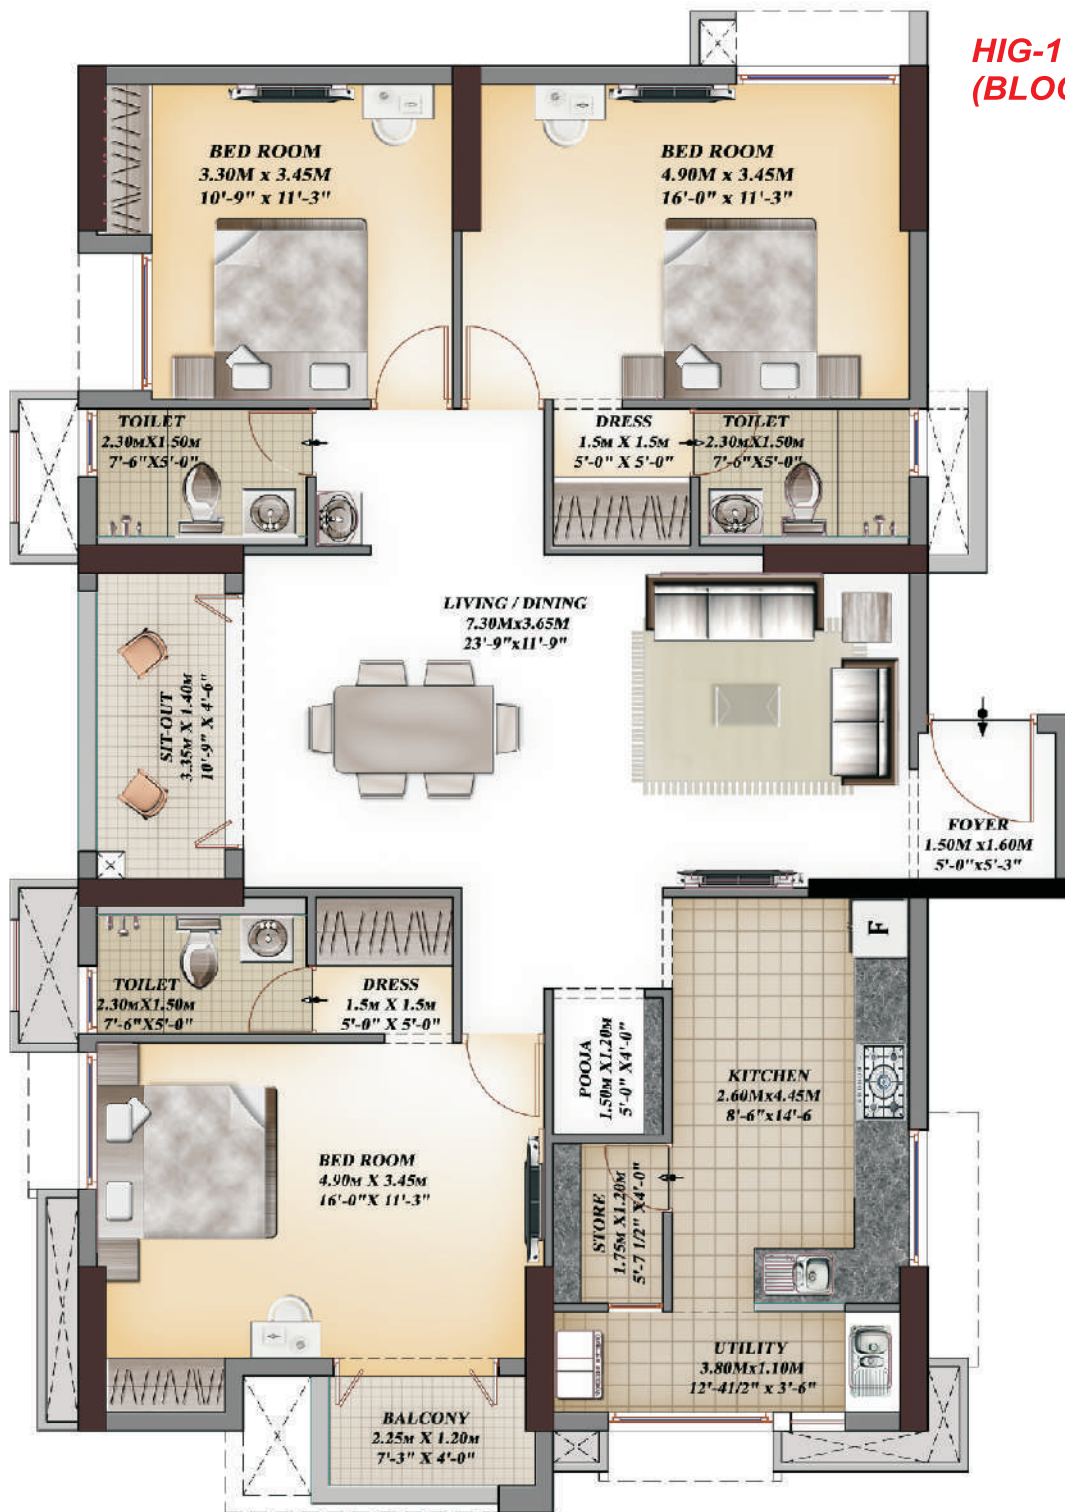 HIG-1
(BLOC
BED ROOM
3.30M x 3.45M
10'-9" x 11'-3"
BED ROOM
4.90M x 3.45M
16'-0" x 11'-3"
TOILET
2.30MX1.50M
7'-6"X5'-0"
DRESS
1.5M X 1.5M
5'-0" X 5'-0"
TOILET
2.30MX1.50M
7'-6"X5'-0"
LIVING / DINING
7.30Mx3.65M
23'-9"x11'-9"
SIT-OUT
3.35M X 1.40M
10'-9" X 4'-6"
FOYER
1.50M x1.60M
5'-0"x5'-3"
TOILET
2.30MX1.50M
7'-6"X5'-0"
DRESS
1.5M X 1.5M
5'-0" X 5'-0"
F
POOJA
1.50M X1.20M
5'-0" X4'-0"
KITCHEN
2.60Mx4.45M
8'-6"x14'-6
BED ROOM
4.90M X 3.45M
16'-0"X 11'-3"
STORE
1.75M X1.20M
5'-7 1/2" X4'-0"
UTILITY
3.80Mx1.10M
12'-41/2" x 3'-6"
BALCONY
2.25M X 1.20M
7'-3" X 4'-0"